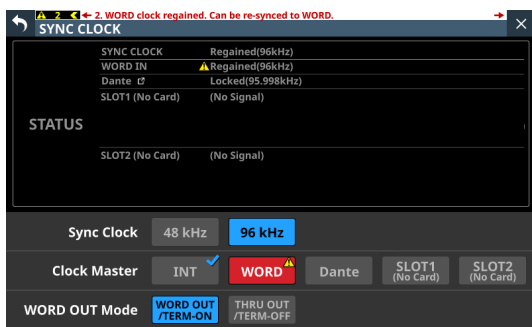 2 2. WORD clock regained. Can be re-synced to WORD.
SYNC CLOCK
SYNC CLOCK Regained(96kHz)
WORD IN Regained(96kHz)
Dante Locked(95.998kHz)
SLOT1 (No Card) (No Signal)
STATUS
SLOT2 (No Card) (No Signal)
Sync Clock 48 kHz 96 kHz
Clock Master INT WORD Dante SLOT1 (No Card) SLOT2 (No Card)
WORD OUT Mode WORD OUT /TERM-ON THRU OUT /TERM-OFF